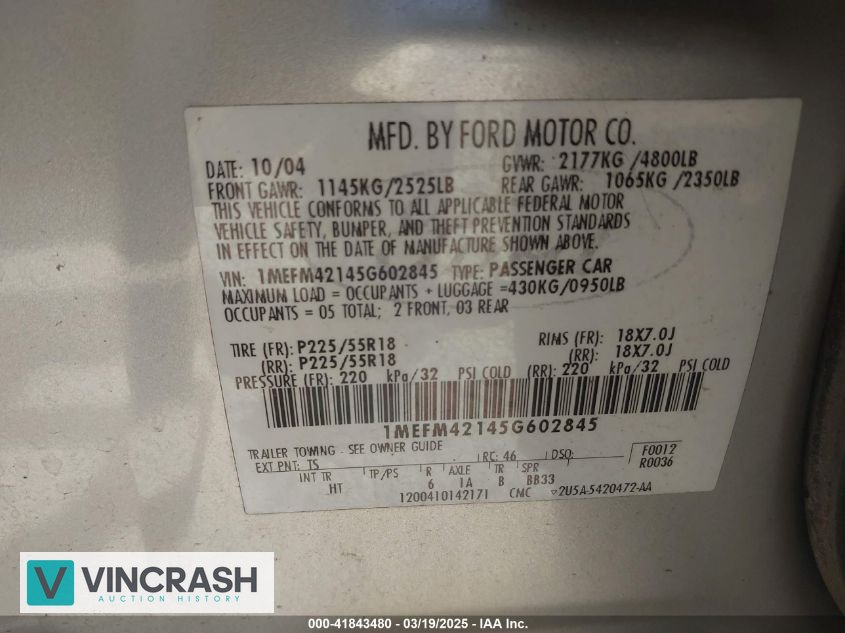 MFD. BY FORD MOTOR CO.
DATE: 10/04 GVWR: 2177KG /4800LB
FRONT GAWR: 1145KG/2525LB REAR GAWR: 1065KG /2350LB
THIS VEHICLE CONFORMS TO ALL APPLICABLE FEDERAL MOTOR
VEHICLE SAFETY, BUMPER, AND THEFT PREVENTION STANDARDS
IN EFFECT ON THE DATE OF MANUFACTURE SHOWN ABOVE.
VIN: 1MEFM42145G602845 TYPE: PASSENGER CAR
MAXIMUM LOAD = OCCUPANTS + LUGGAGE =430KG/0950LB
OCCUPANTS = 05 TOTAL; 2 FRONT, 03 REAR
TIRE (FR): P225/55R18 RIMS (FR): 18X7.0J
(RR): P225/55R18 (RR): 18X7.0J
PRESSURE (FR): 220 kPa/32 PSI COLD (RR): 220 kPa/32 PSI COLD
1MEFM42145G602845
TRAILER TOWING - SEE OWNER GUIDE
EXT PNT: TS RC: 46 DSO: F0012
R0036
INT TR TP/PS R AXLE TR SPR
HT 6 1A B BB33
1200410142171 CMC ▽2U5A-5420472-AA
V VINCRASH
AUCTION HISTORY
000-41843480 - 03/19/2025 - IAA Inc.